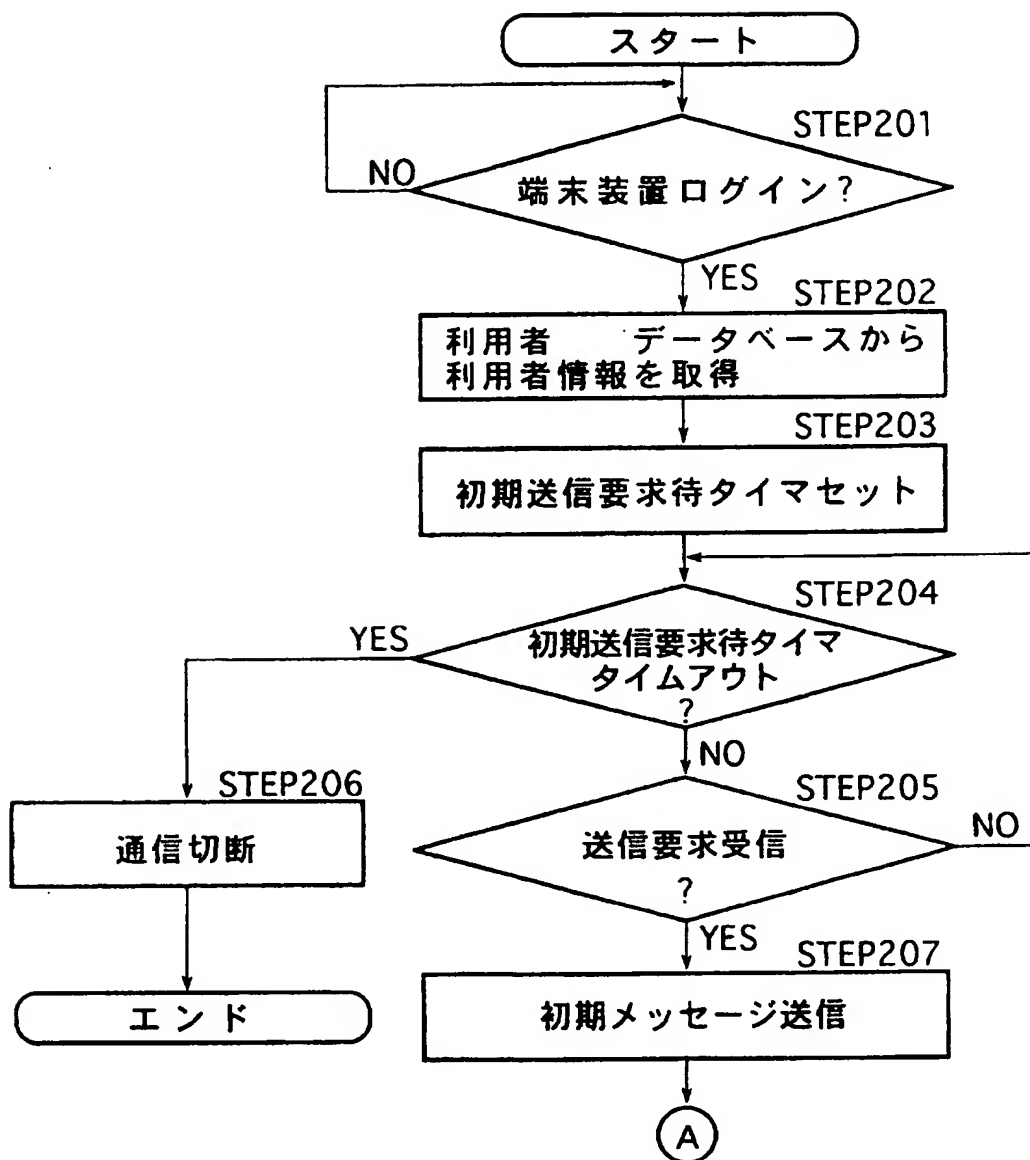 スタート
STEP201
NO
端末装置ログイン?
YES
STEP202
利用者 データベースから
利用者情報を取得
STEP203
初期送信要求待タイマセット
STEP204
YES
初期送信要求待タイマ
タイムアウト
?
NO
STEP206
通信切断
STEP205
送信要求受信
?
NO
YES
STEP207
初期メッセージ送信
エンド
A